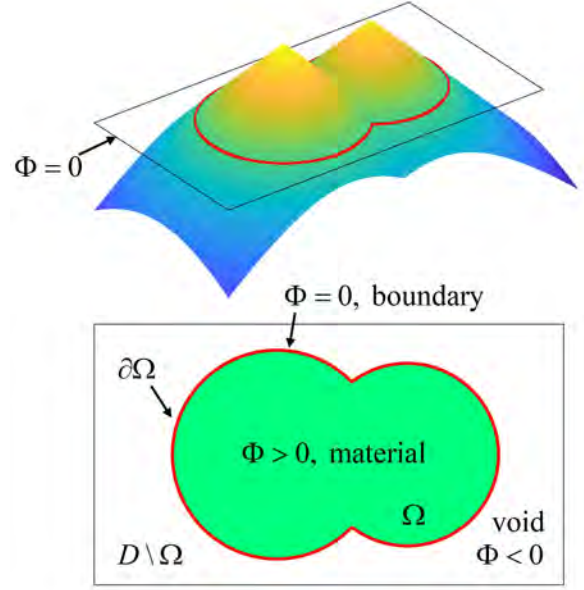 Φ = 0
Φ = 0, boundary
∂Ω
Φ > 0, material
Ω
void
Φ < 0
D \ Ω